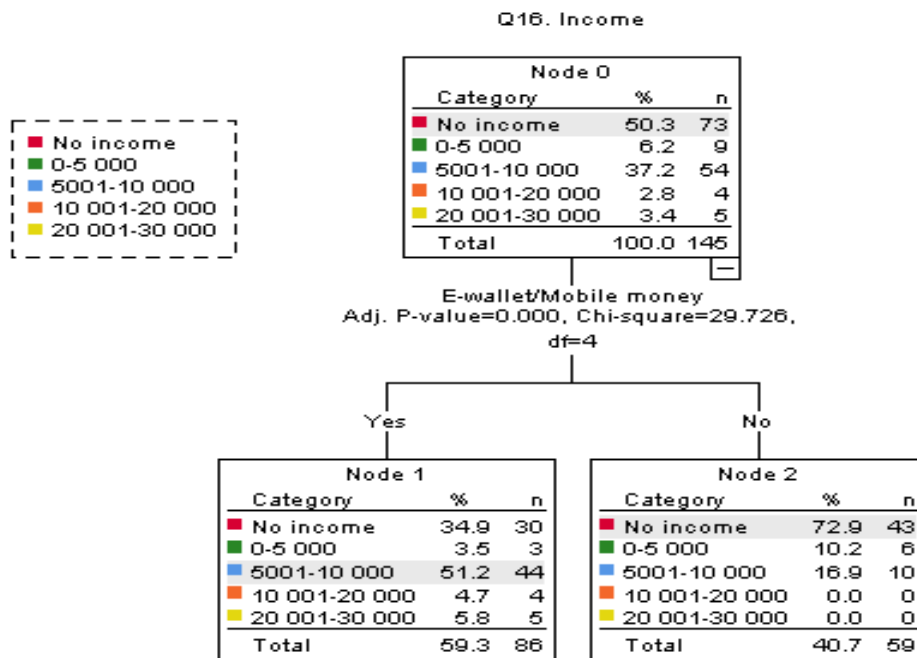 Q16. Income
Node 0
Category % n
No income 50.3 73
0-5 000 6.2 9
5001-10 000 37.2 54
10 001-20 000 2.8 4
20 001-30 000 3.4 5
Total 100.0 145
No income
0-5 000
5001-10 000
10 001-20 000
20 001-30 000
E-wallet/Mobile money
Adj. P-value=0.000, Chi-square=29.726,
df=4
Yes
No
Node 1
Category % n
No income 34.9 30
0-5 000 3.5 3
5001-10 000 51.2 44
10 001-20 000 4.7 4
20 001-30 000 5.8 5
Total 59.3 86
Node 2
Category % n
No income 72.9 43
0-5 000 10.2 6
5001-10 000 16.9 10
10 001-20 000 0.0 0
20 001-30 000 0.0 0
Total 40.7 59